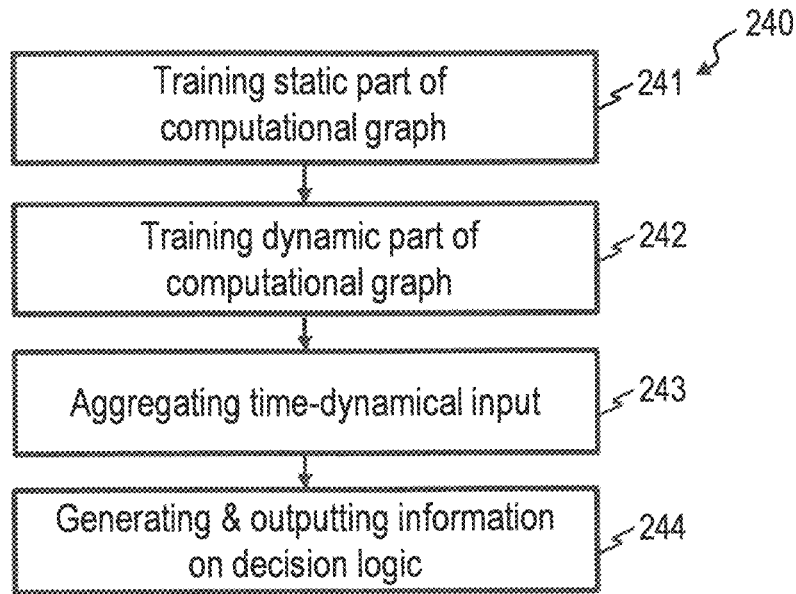 240
Training static part of
computational graph
241
Training dynamic part of
computational graph
242
Aggregating time-dynamical input
243
Generating & outputting information
on decision logic
244